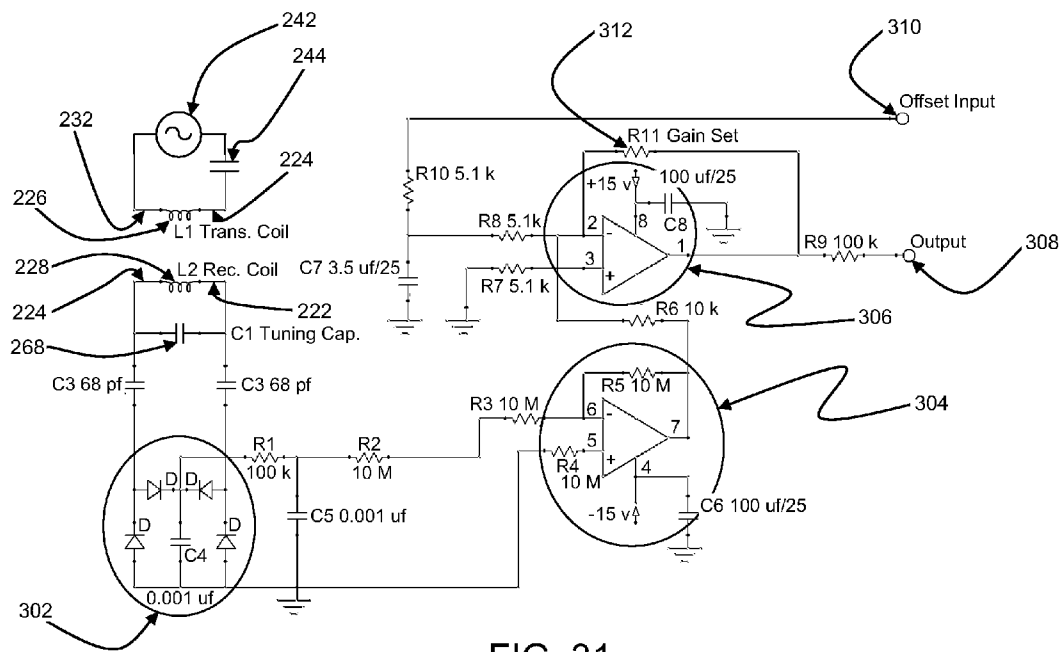 242
244
232
224
226
L1 Trans. Coil
228
L2 Rec. Coil
224
222
C1 Tuning Cap.
268
C3 68 pf
C3 68 pf
D
D
D
D
C4
0.001 uf
302
R1
100 k
R2
10 M
C5 0.001 uf
R3 10 M
R4
10 M
R5
10 M
6
-
5
+
7
4
-15 v
C6 100 uf/25
304
R6 10 k
306
312
310
Offset Input
R11 Gain Set
R10 5.1 k
+15 v
100 uf/25
C8
8
R8 5.1k
2
-
3
+
1
R7 5.1 k
C7 3.5 uf/25
R9 100 k
Output
308
FIG. 31